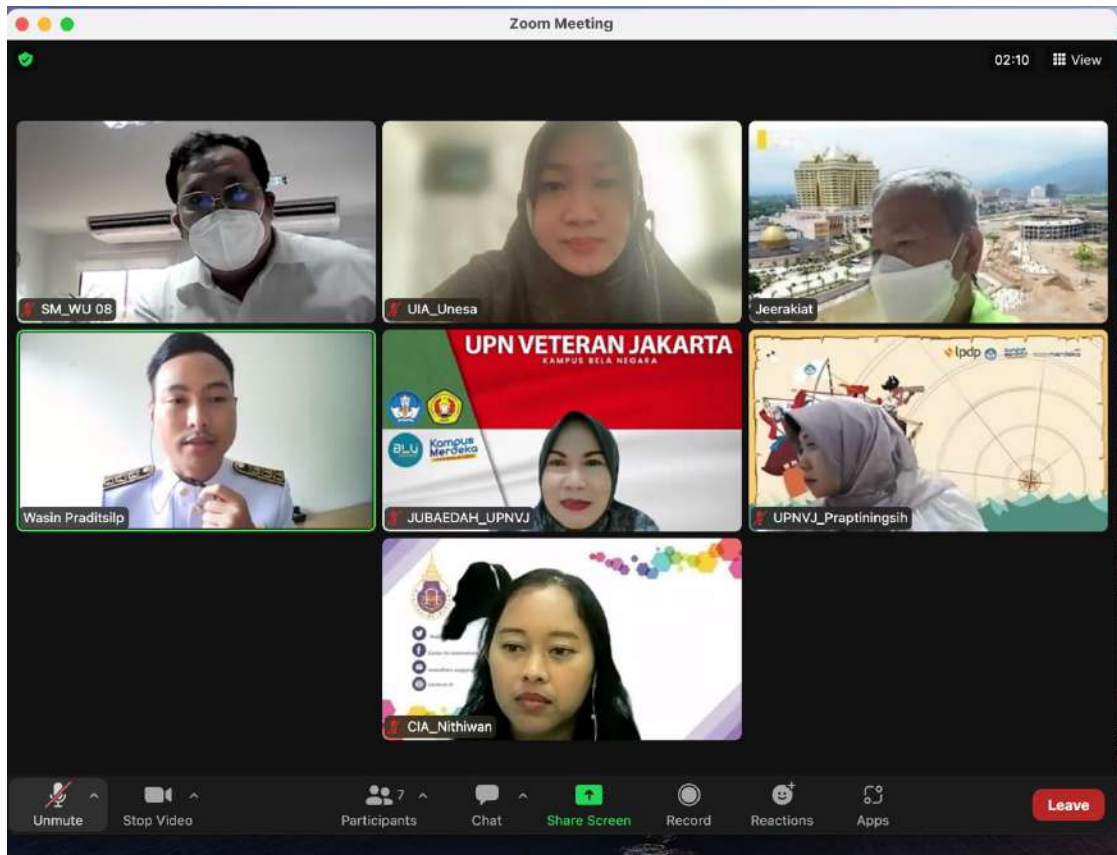 Zoom Meeting
02:10
View
SM_WU 08
UIA_Unesa
Jeerakiat
Wasin Praditsilp
UPN VETERAN JAKARTA
KAMPUS BELA NEGARA
BLU
Kampus
Merdeka
JUBAEDAH_UPNVJ
lpdp
UPNVJ_Praptiningsih
CIA_Nithiwan
Unmute
Stop Video
7
Participants
Chat
Share Screen
Record
Reactions
Apps
Leave